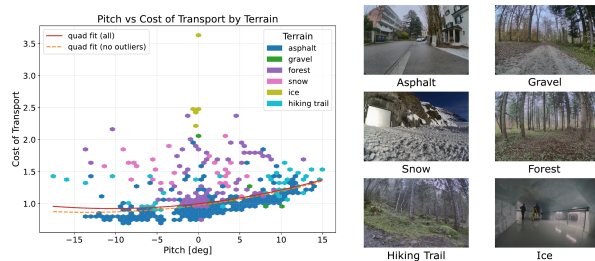 Pitch vs Cost of Transport by Terrain
quad fit (all)
quad fit (no outliers)
Terrain
asphalt
gravel
forest
snow
ice
hiking trail
Cost of Transport
3.5
3.0
2.5
2.0
1.5
1.0
−15
−10
−5
0
5
10
15
Pitch [deg]
Asphalt
Gravel
Snow
Forest
Hiking Trail
Ice